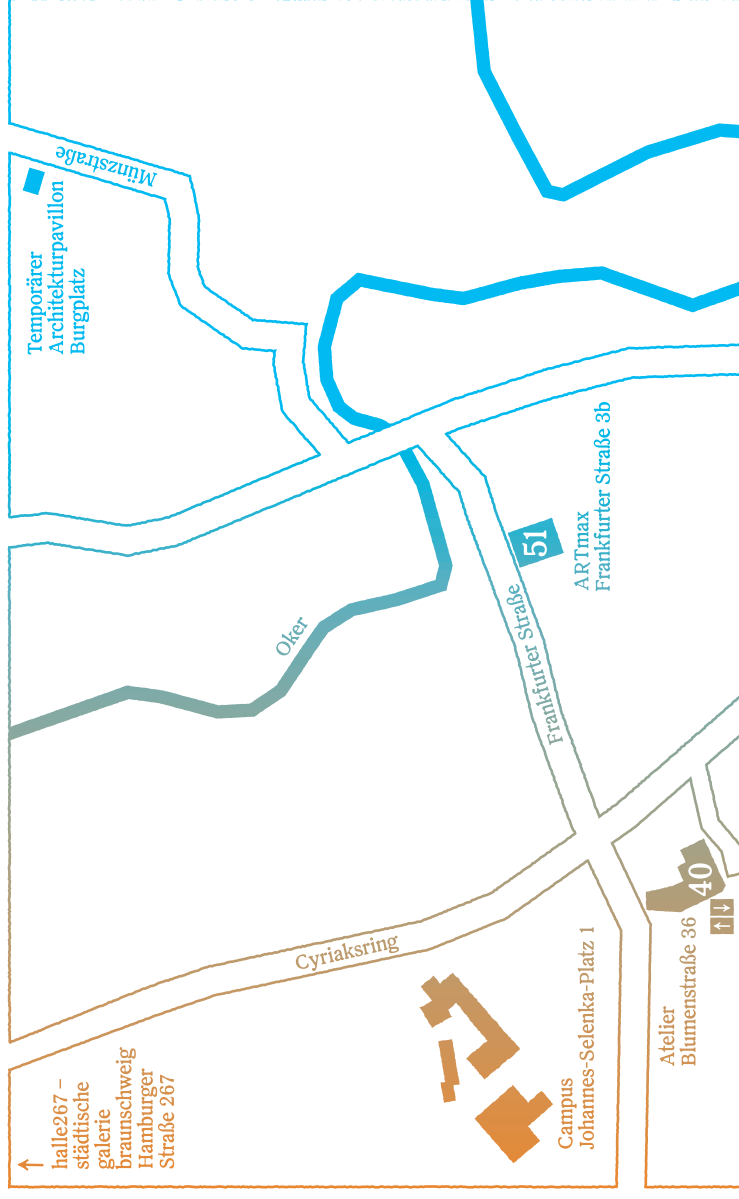 Münzstraße
Temporärer
Architekturpavillon
Burgplatz
Oker
51
ARTmax
Frankfurter Straße 3b
Frankfurter Straße
Cyriaksring
40
↑↓
Atelier
Blumenstraße 36
Campus
Johannes-Selenka-Platz 1
↑
halle267 –
städtische
galerie
braunschweig
Hamburger
Straße 267